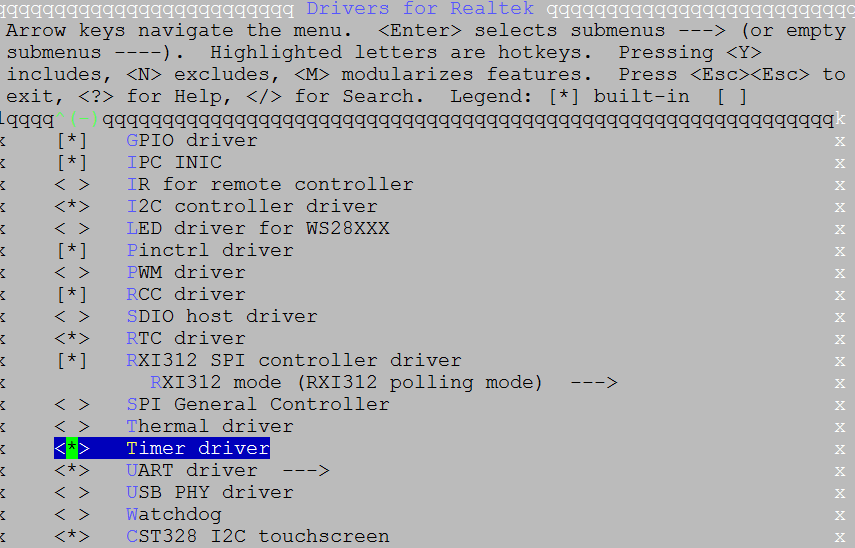 qqqqqqqqqqqqqqqqqqqqqqqq Drivers for Realtek qqqqqqqqqqqqqqqqqqqqqqqqqq
Arrow keys navigate the menu.  <Enter> selects submenus ---> (or empty
submenus ----).  Highlighted letters are hotkeys.  Pressing <Y>
includes, <N> excludes, <M> modularizes features.  Press <Esc><Esc> to
exit, <?> for Help, </> for Search.  Legend: [*] built-in  [ ]
lqqqq^(-)qqqqqqqqqqqqqqqqqqqqqqqqqqqqqqqqqqqqqqqqqqqqqqqqqqqqqqqqqqqqqk
x    [*]   GPIO driver x
x    [*]   IPC INIC x
x    < >   IR for remote controller x
x    <*>   I2C controller driver x
x    < >   LED driver for WS28XXX x
x    [*]   Pinctrl driver x
x    < >   PWM driver x
x    [*]   RCC driver x
x    < >   SDIO host driver x
x    <*>   RTC driver x
x    [*]   RXI312 SPI controller driver x
x            RXI312 mode (RXI312 polling mode)  ---> x
x    < >   SPI General Controller x
x    < >   Thermal driver x
x    <*>   Timer driver x
x    <*>   UART driver  ---> x
x    < >   USB PHY driver x
x    < >   Watchdog x
x    <*>   CST328 I2C touchscreen x